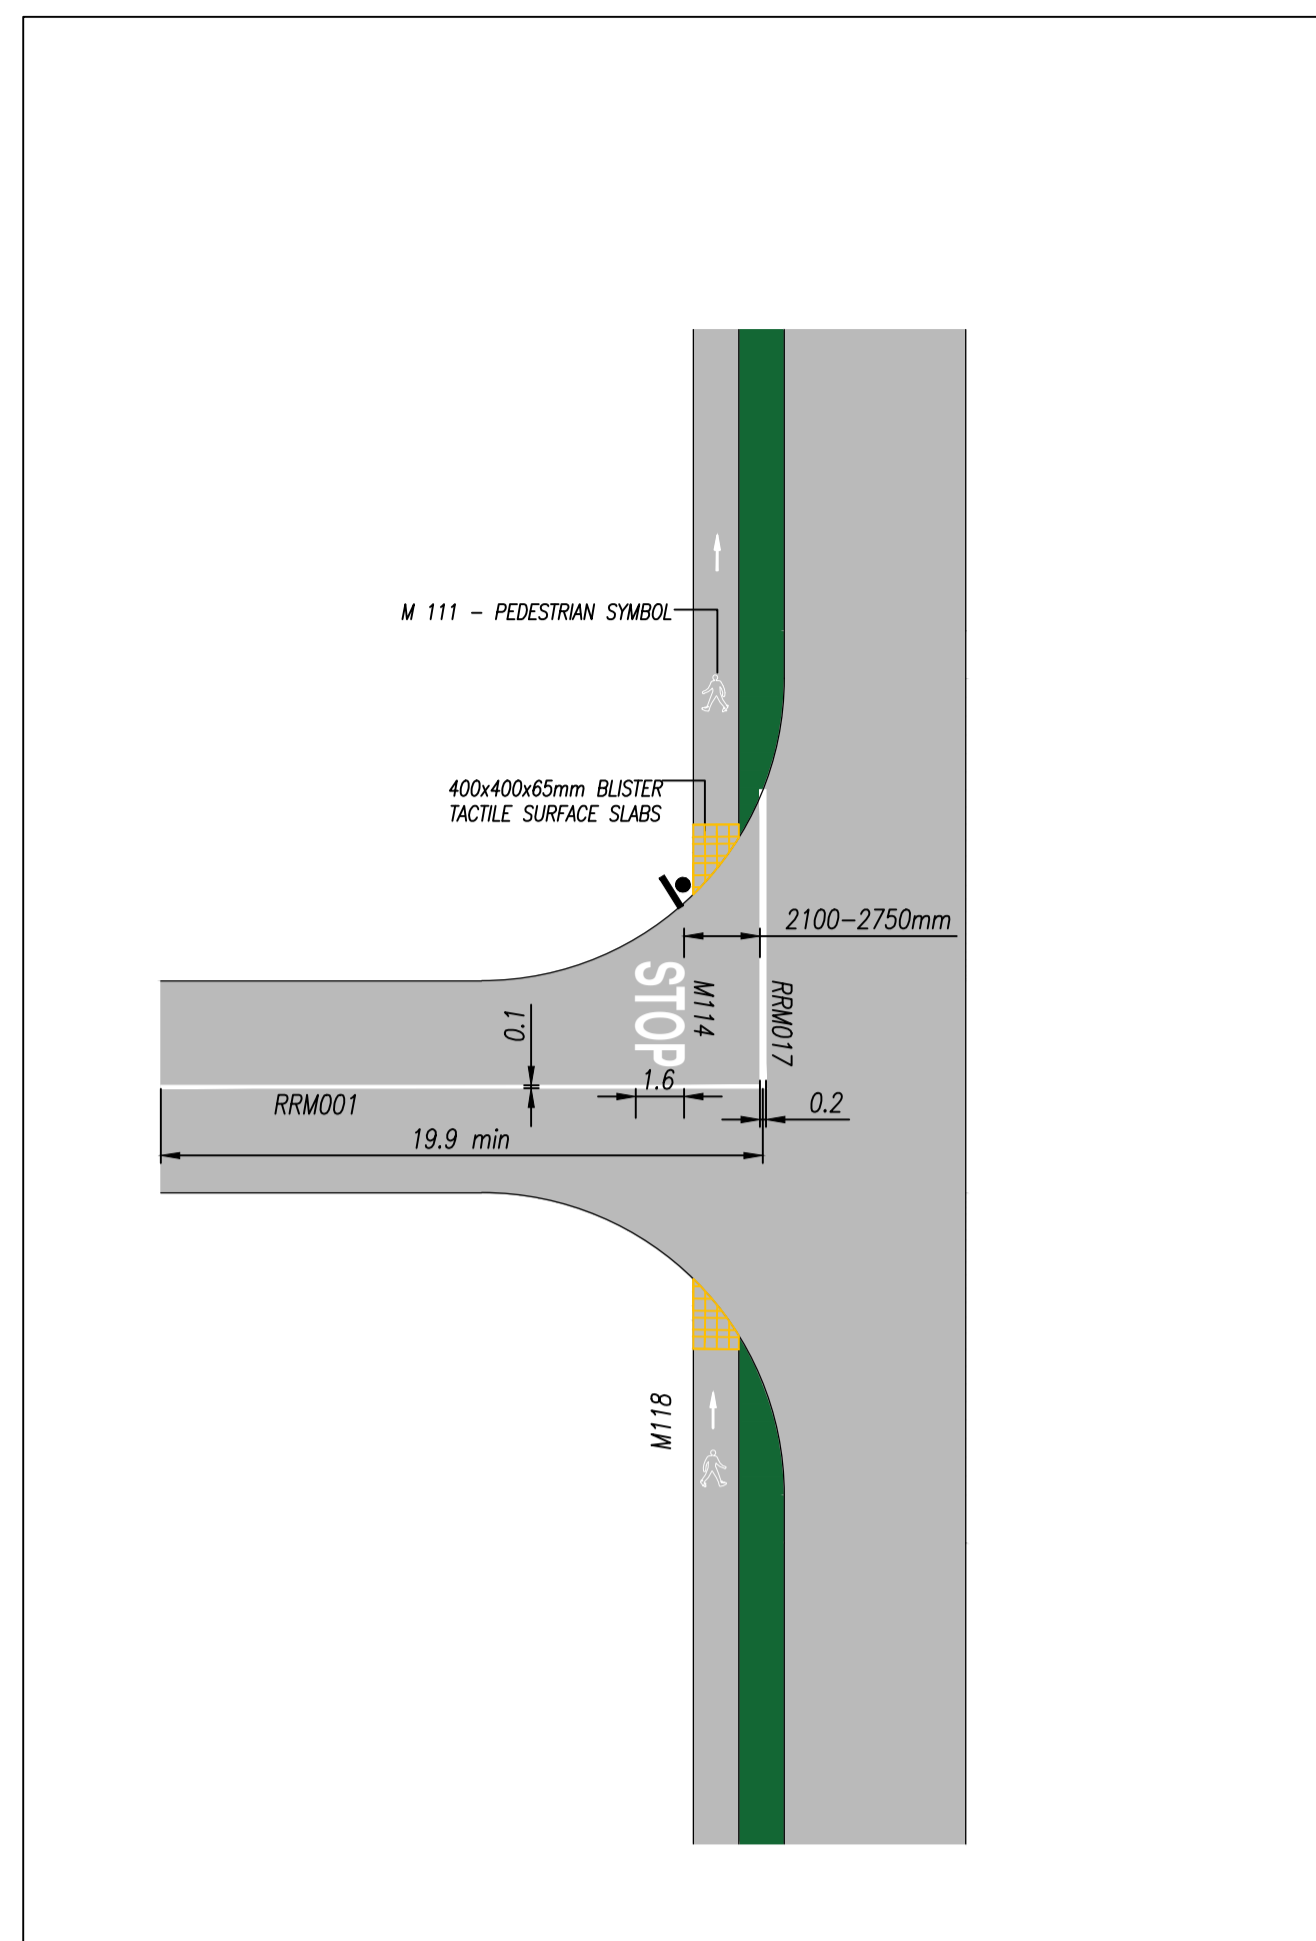 M 111 - PEDESTRIAN SYMBOL
400x400x65mm BLISTER
TACTILE SURFACE SLABS
2100-2750mm
STOP
M114
RRM017
0.1
1.6
RRM001
0.2
19.9 min
M118